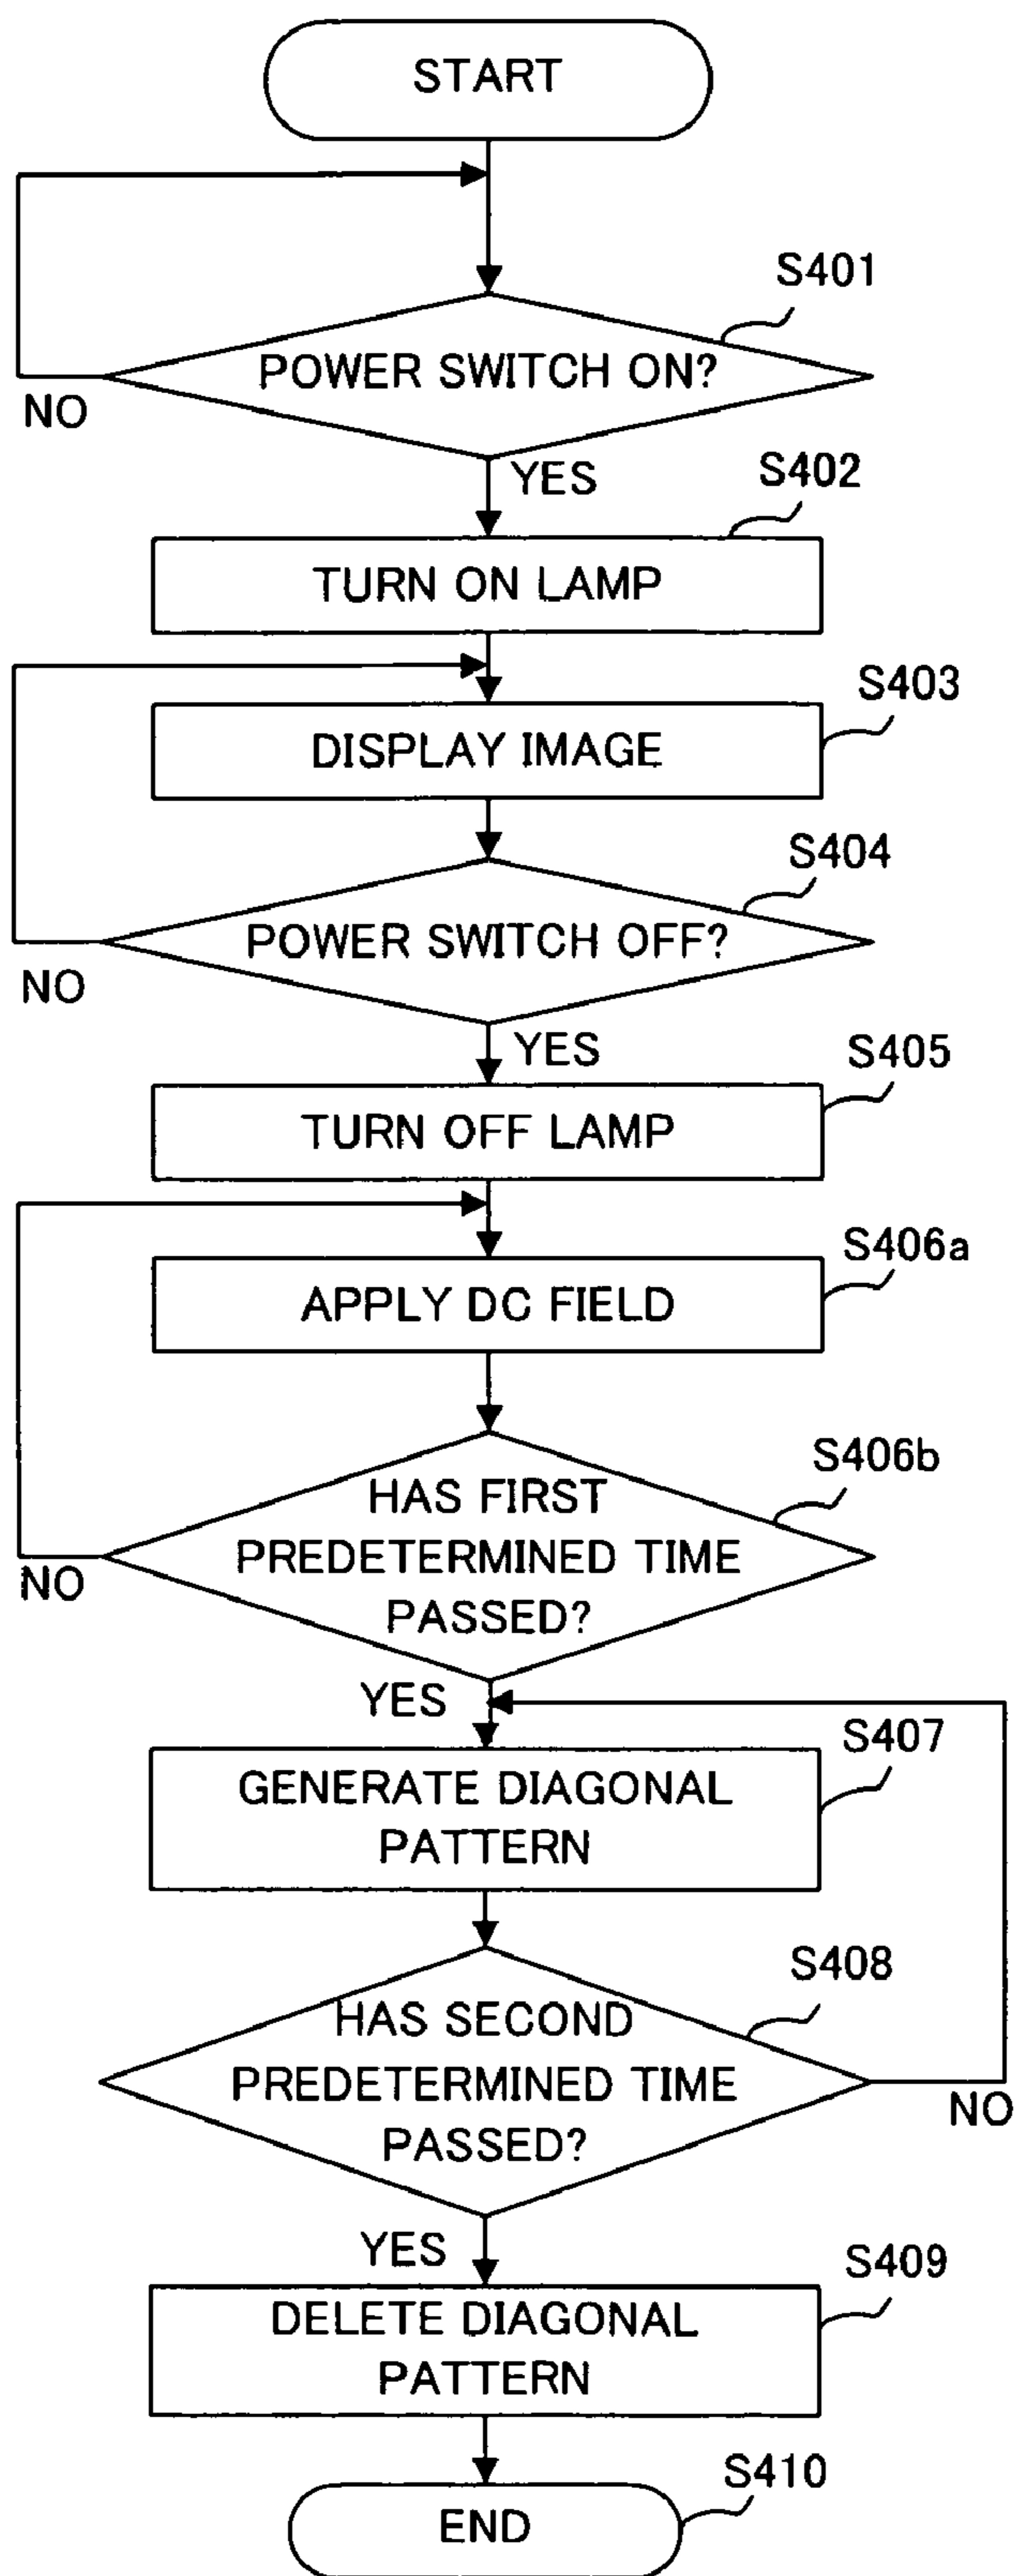 START
S401
POWER SWITCH ON?
NO
YES
S402
TURN ON LAMP
S403
DISPLAY IMAGE
S404
POWER SWITCH OFF?
NO
YES
S405
TURN OFF LAMP
S406a
APPLY DC FIELD
S406b
HAS FIRST
PREDETERMINED TIME
PASSED?
NO
YES
S407
GENERATE DIAGONAL
PATTERN
S408
HAS SECOND
PREDETERMINED TIME
PASSED?
NO
YES
S409
DELETE DIAGONAL
PATTERN
S410
END